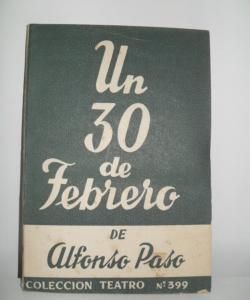 Un
30
de
Febrero
DE
Alfonso Paso
COLECCION TEATRO Nº 399